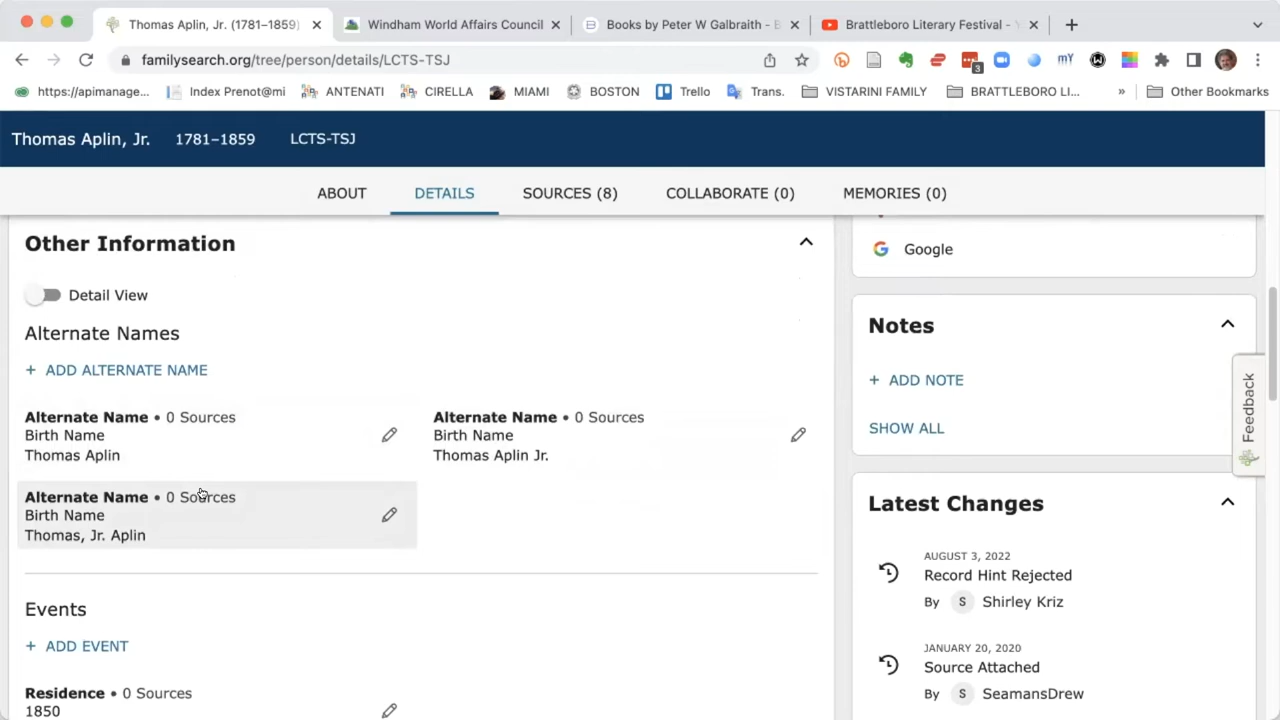 Thomas Aplin, Jr. (1781–1859)
Windham World Affairs Council
Books by Peter W Galbraith - B
Brattleboro Literary Festival - Y
familysearch.org/tree/person/details/LCTS-TSJ
3
mY
https://apimanage...
Index Prenot@mi
ANTENATI
CIRELLA
MIAMI
BOSTON
Trello
Trans.
VISTARINI FAMILY
BRATTLEBORO LI...
»
Other Bookmarks
Thomas Aplin, Jr. 1781–1859 LCTS-TSJ
ABOUT DETAILS SOURCES (8) COLLABORATE (0) MEMORIES (0)
Other Information
Detail View
Alternate Names
+ ADD ALTERNATE NAME
Alternate Name • 0 Sources
Birth Name
Thomas Aplin
Alternate Name • 0 Sources
Birth Name
Thomas Aplin Jr.
Alternate Name • 0 Sources
Birth Name
Thomas, Jr. Aplin
Events
+ ADD EVENT
Residence • 0 Sources
1850
Google
Notes
+ ADD NOTE
SHOW ALL
Feedback
Latest Changes
AUGUST 3, 2022
Record Hint Rejected
By S Shirley Kriz
JANUARY 20, 2020
Source Attached
By S SeamansDrew